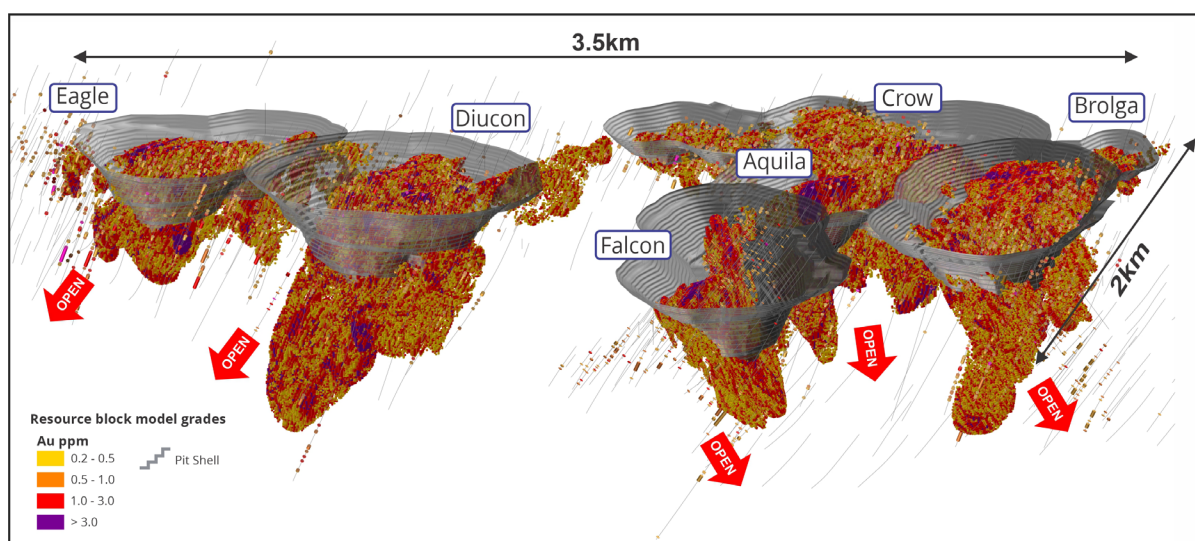 3.5km
Eagle
Diucon
Crow
Brolga
Aquila
Falcon
2km
OPEN
OPEN
OPEN
OPEN
OPEN
Resource block model grades
Au ppm
0.2 - 0.5
0.5 - 1.0
1.0 - 3.0
> 3.0
Pit Shell